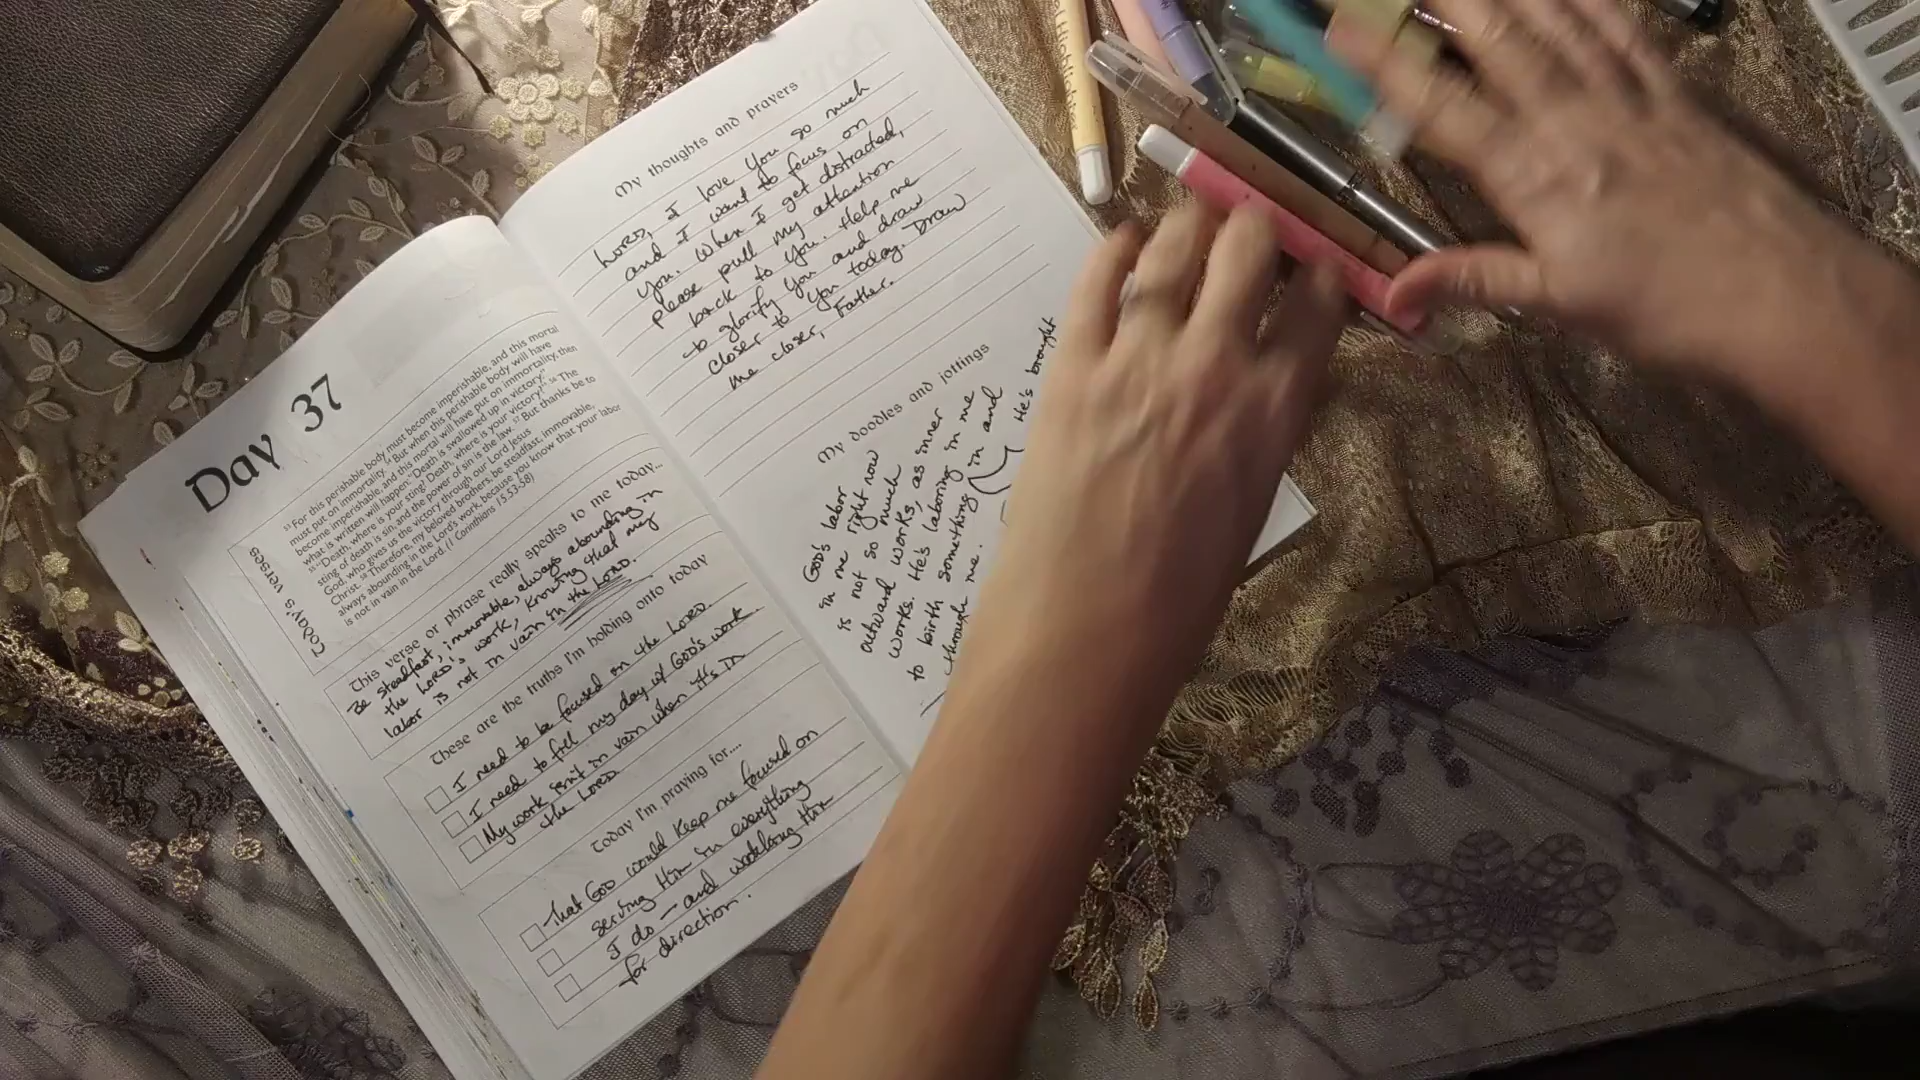 Day 37
Today's verses
53 For this perishable body must become imperishable, and this mortal
must put on immortality. 54 But when this perishable body will have
become imperishable, and this mortal will have put on immortality, then
what is written will happen: "Death is swallowed up in victory."
55 "Death, where is your sting? Death, where is your victory?" 56 The
sting of death is sin, and the power of sin is the law. 57 But thanks be to
God, who gives us the victory through our Lord Jesus
Christ. 58 Therefore, my beloved brothers, be steadfast, immovable,
always abounding in the Lord's work, because you know that your labor
is not in vain in the Lord. (1 Corinthians 15.53-58)
This verse or phrase really speaks to me today...
Be steadfast, immovable, always abounding in
the LORD's work, knowing that my
labor is not in vain in the LORD.
These are the truths I'm holding onto today
I need to be focused on the LORD.
I need to fill my day w/ GOD's work
My work isn't in vain when it's in
the LORD
Today I'm praying for....
That GOD would keep me focused on
serving Him in everything
I do - and
for direction.
My thoughts and prayers
LORD, I love You so much
and I want to focus on
You. When I get distracted,
please pull my attention
back to You. Help me
to glorify You and draw
closer to You today. Draw
me closer, Father.
My doodles and jottings
GOD's labor
in me right now
is not so much
outward works, as inner
works. He's laboring in me
to birth something in and
through me.
He's brought